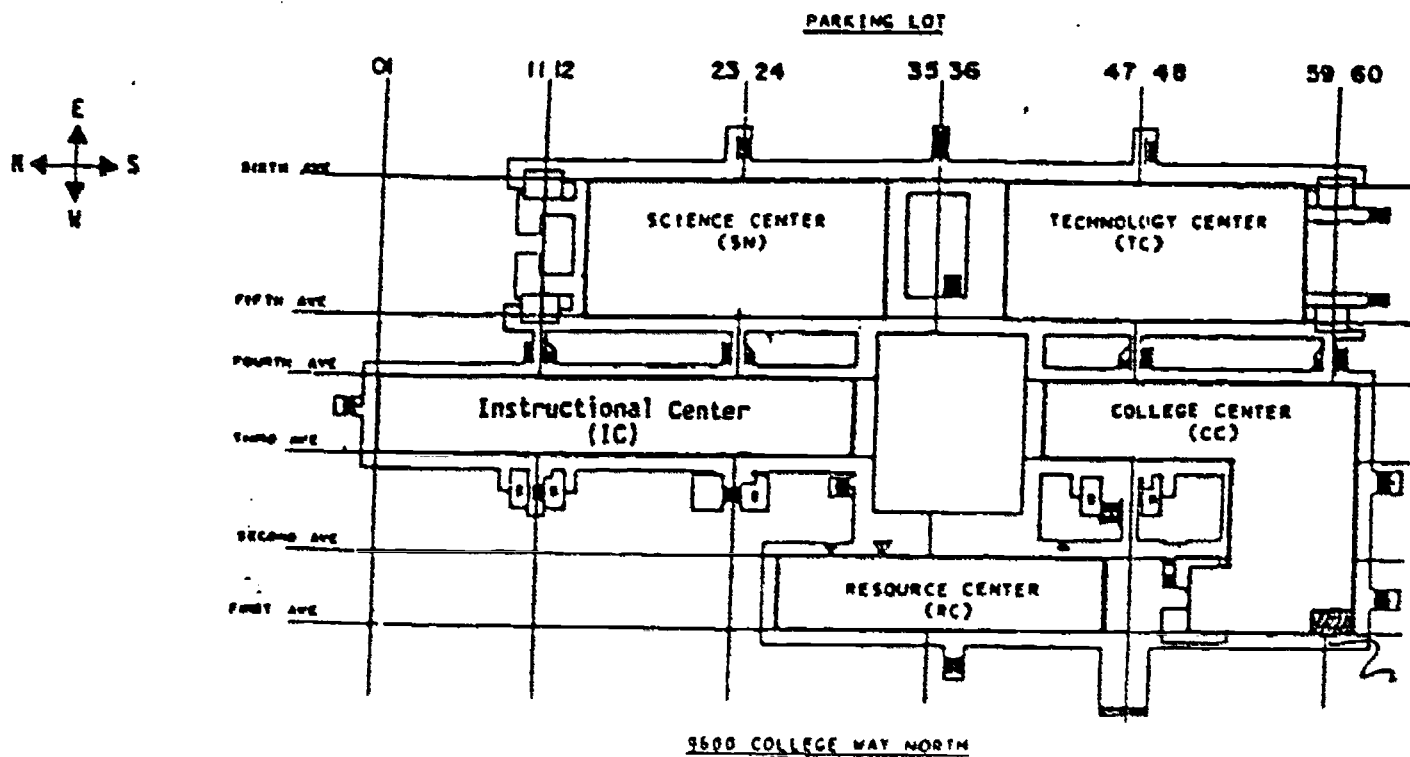 PARKING LOT
01 11 12 23 24 35 36 47 48 59 60
E
N S
W
SIXTH AVE
SCIENCE CENTER
(SN)
TECHNOLOGY CENTER
(TC)
FIFTH AVE
FOURTH AVE
Instructional Center
(IC)
COLLEGE CENTER
(CC)
THIRD AVE
SECOND AVE
RESOURCE CENTER
(RC)
FIRST AVE
9600 COLLEGE WAY NORTH